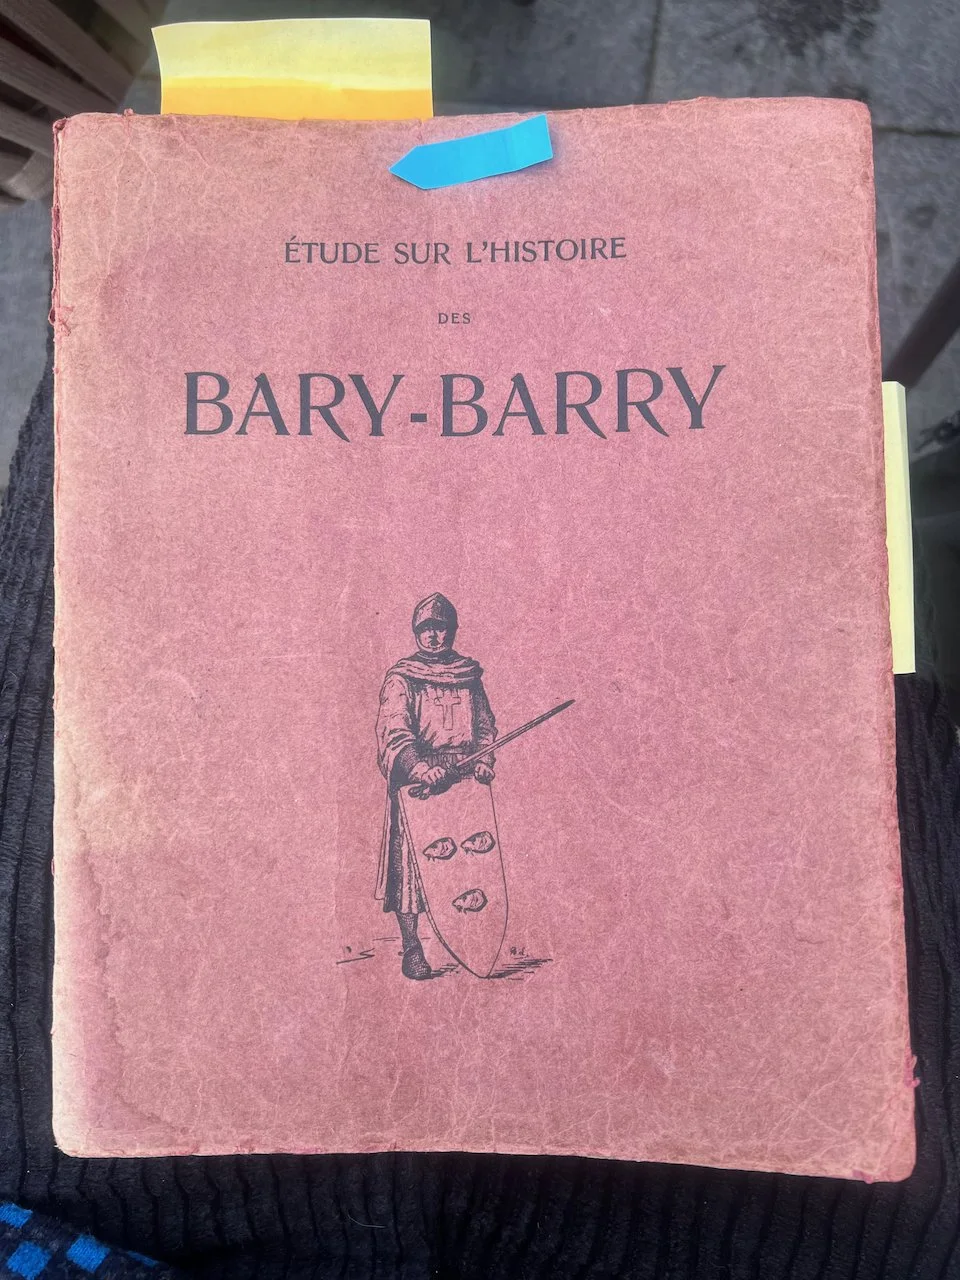 ÉTUDE SUR L'HISTOIRE
DES
BARY-BARRY